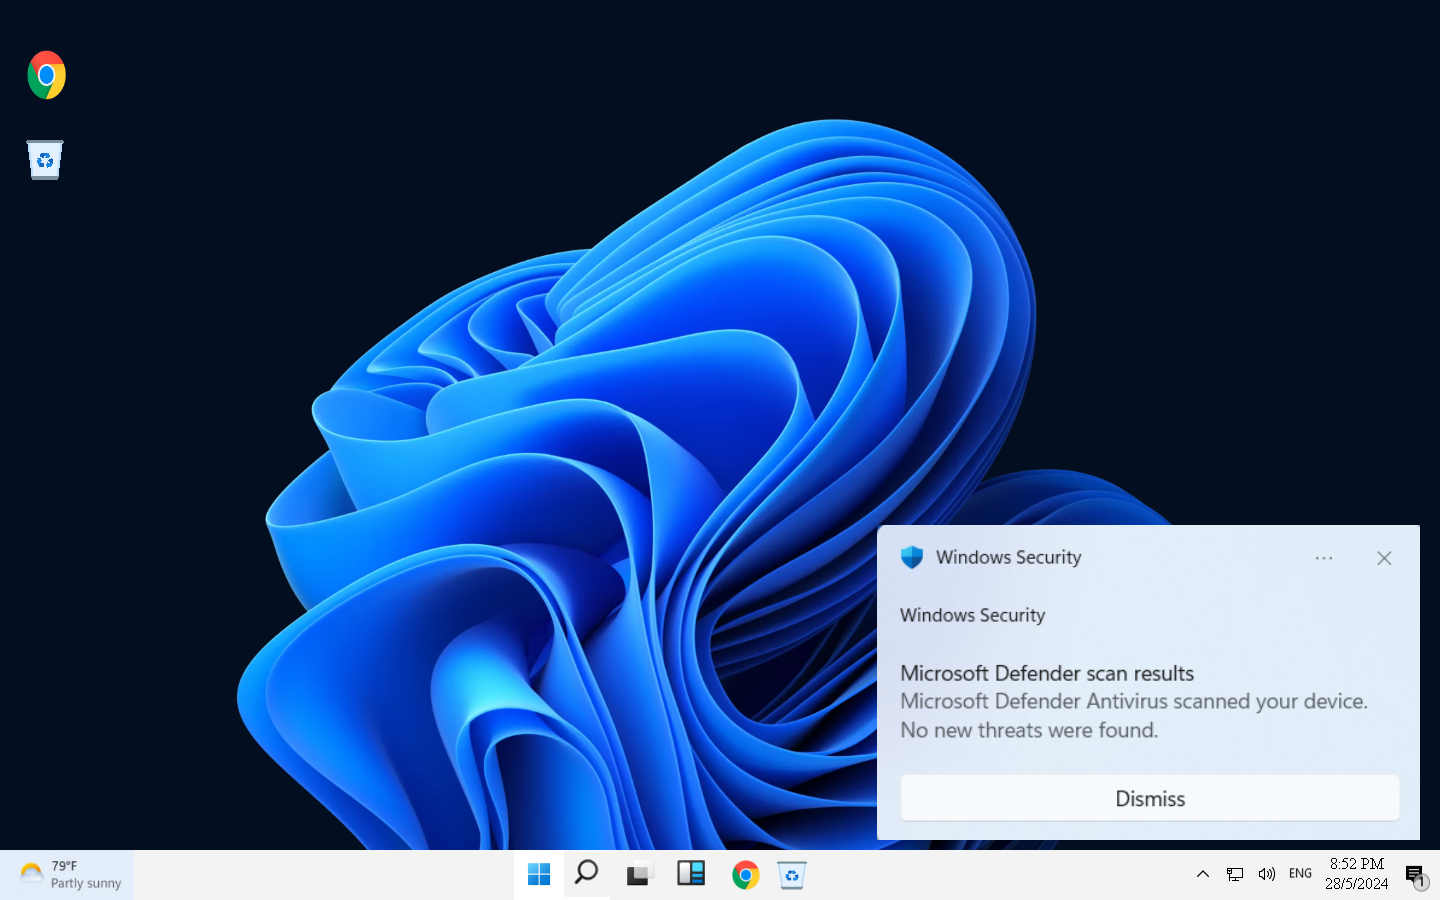 Windows Security
Windows Security
Microsoft Defender scan results
Microsoft Defender Antivirus scanned your device.
No new threats were found.
Dismiss
79°F
Partly sunny
ENG
8:52 PM
28/5/2024
1